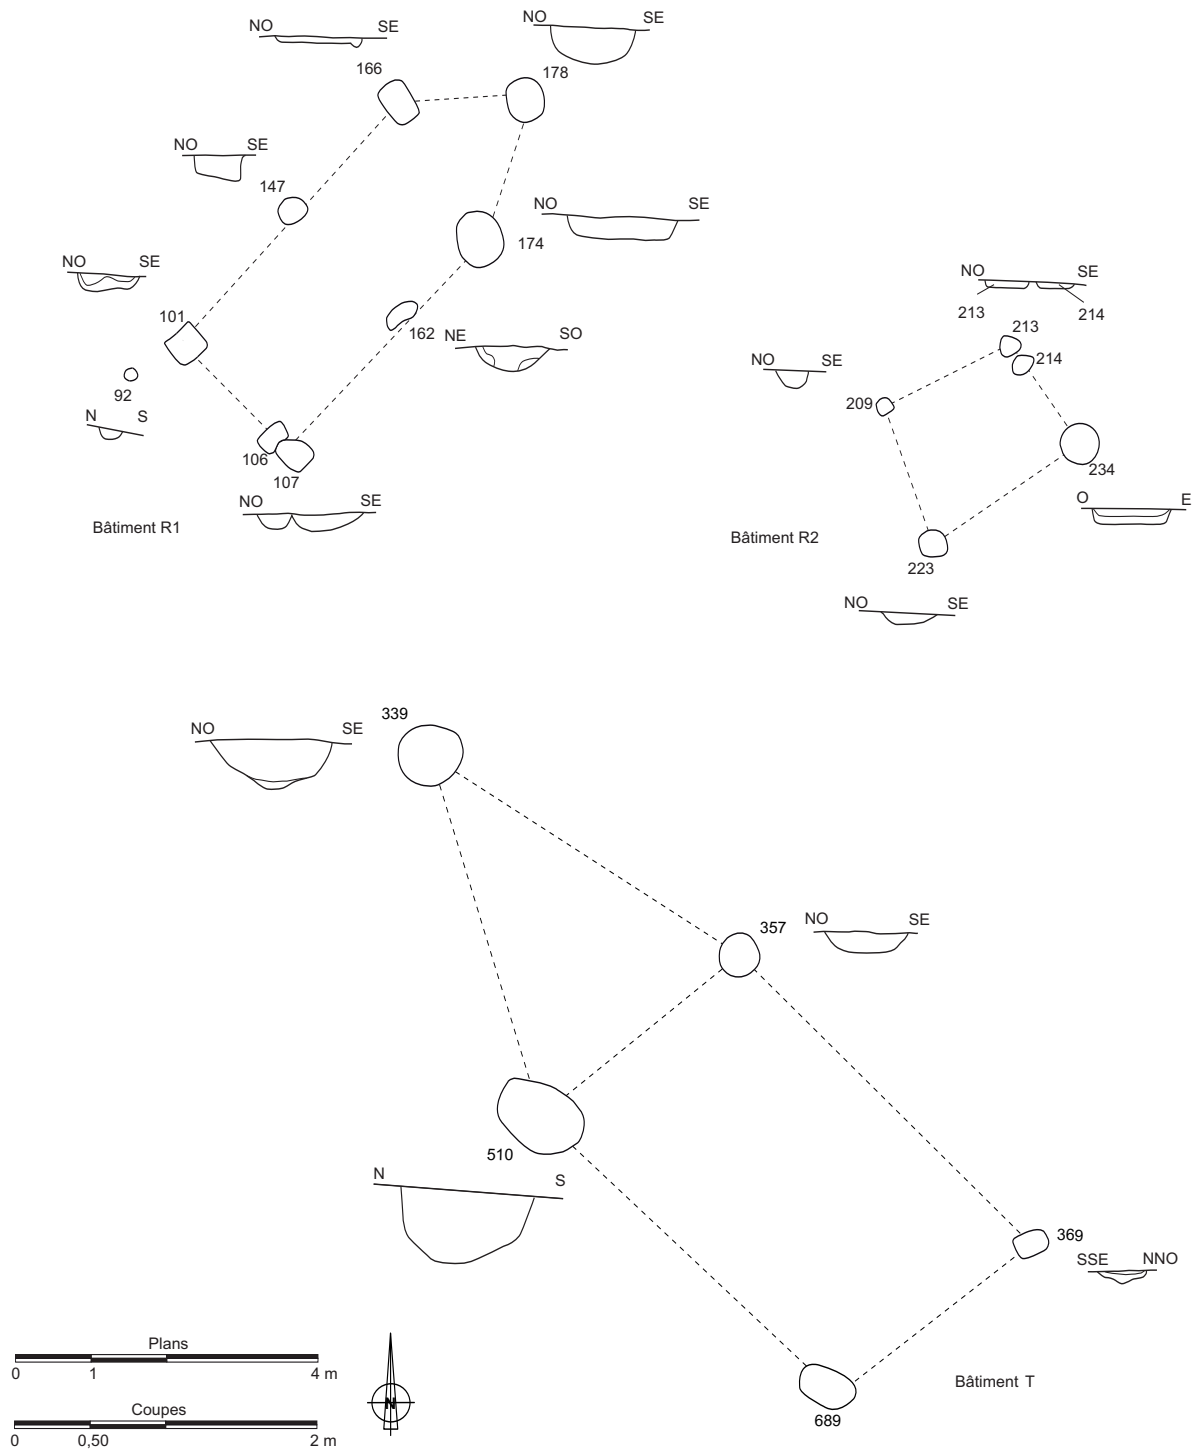 NO SE
166
NO SE
178
NO SE
147
NO SE
174
NO SE
101
NE SO
162
92
N S
106
107
NO SE
Bâtiment R1
NO SE
213 214
213
214
NO SE
209
234
O E
Bâtiment R2
223
NO SE
339
NO SE
357
NO SE
510
N S
369
SSE NNO
689
Bâtiment T
Plans
0 1 4 m
Coupes
0 0,50 2 m
N